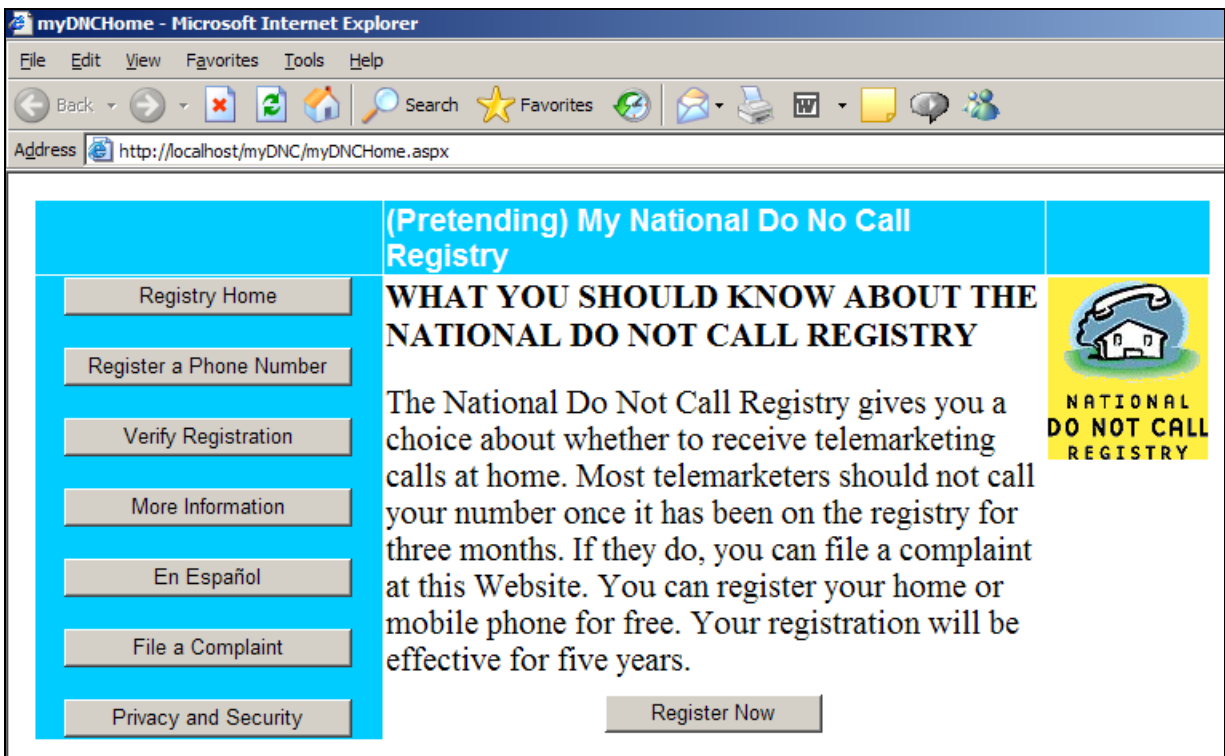 myDNCHome - Microsoft Internet Explorer
File Edit View Favorites Tools Help
Back Search Favorites
Address http://localhost/myDNC/myDNCHome.aspx
(Pretending) My National Do No Call
Registry
Registry Home
Register a Phone Number
Verify Registration
More Information
En Español
File a Complaint
Privacy and Security
WHAT YOU SHOULD KNOW ABOUT THE
NATIONAL DO NOT CALL REGISTRY
The National Do Not Call Registry gives you a
choice about whether to receive telemarketing
calls at home. Most telemarketers should not call
your number once it has been on the registry for
three months. If they do, you can file a complaint
at this Website. You can register your home or
mobile phone for free. Your registration will be
effective for five years.
Register Now
NATIONAL
DO NOT CALL
REGISTRY